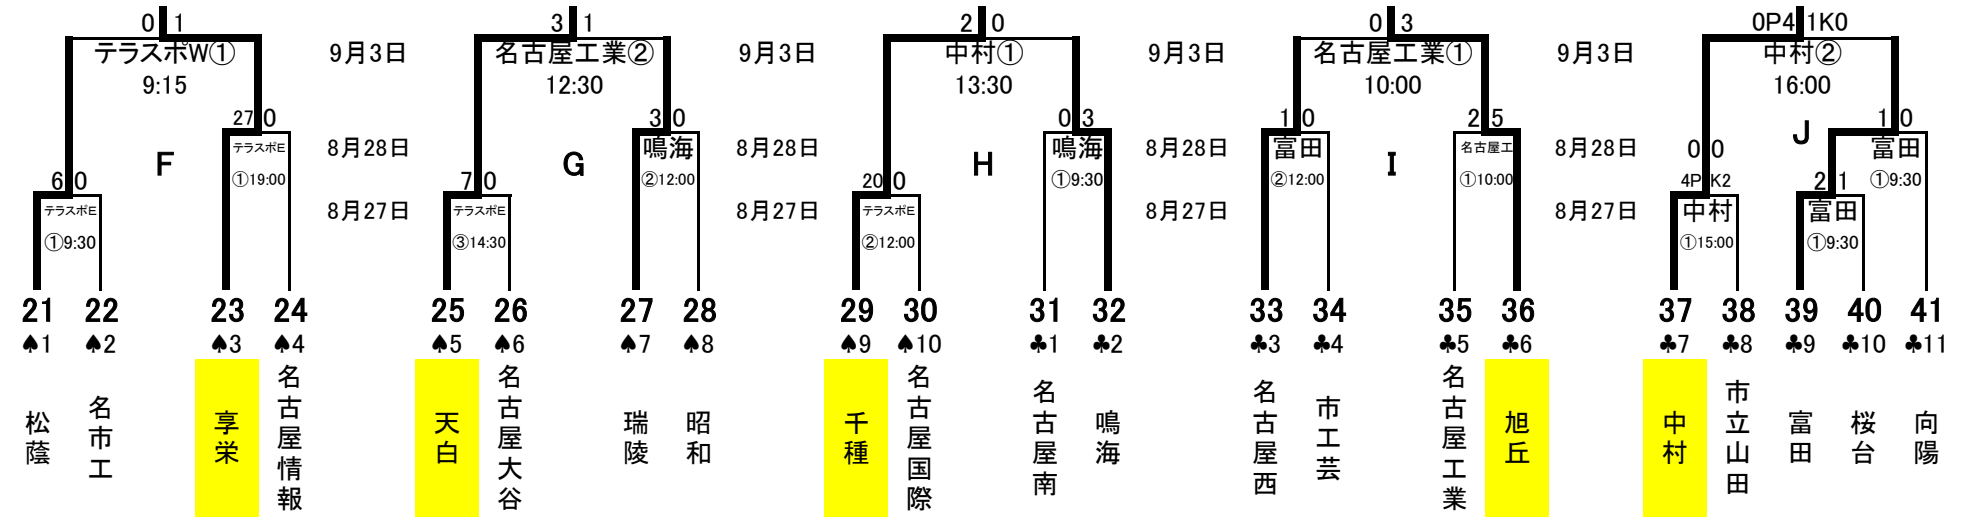 0 1 3 1 2 0 0 3 0P4 1K0
テラスポW① 9月3日 名古屋工業② 9月3日 中村① 9月3日 名古屋工業① 9月3日 中村②
9:15 12:30 13:30 10:00 16:00
27 0 3 0 0 3 1 0 2 5 1 0
F テラスポE 8月28日 G 鳴海 8月28日 H 鳴海 8月28日 富田 I 名古屋工 8月28日 0 0 J 富田
6 0 ①19:00 7 0 ②12:00 20 0 ①9:30 ②12:00 ①10:00 4P K2 2 1 ①9:30
テラスポE 8月27日 テラスポE 8月27日 テラスポE 8月27日 8月27日 中村 富田
①9:30 ③14:30 ②12:00 ①15:00 ①9:30
21 22 23 24 25 26 27 28 29 30 31 32 33 34 35 36 37 38 39 40 41
♠1 ♠2 ♠3 ♠4 ♠5 ♠6 ♠7 ♠8 ♠9 ♠10 ♣1 ♣2 ♣3 ♣4 ♣5 ♣6 ♣7 ♣8 ♣9 ♣10 ♣11
松蔭
名市工
享栄
名古屋情報
天白
名古屋大谷
瑞陵
昭和
千種
名古屋国際
名古屋南
鳴海
名古屋西
市工芸
名古屋工業
旭丘
中村
市立山田
富田
桜台
向陽